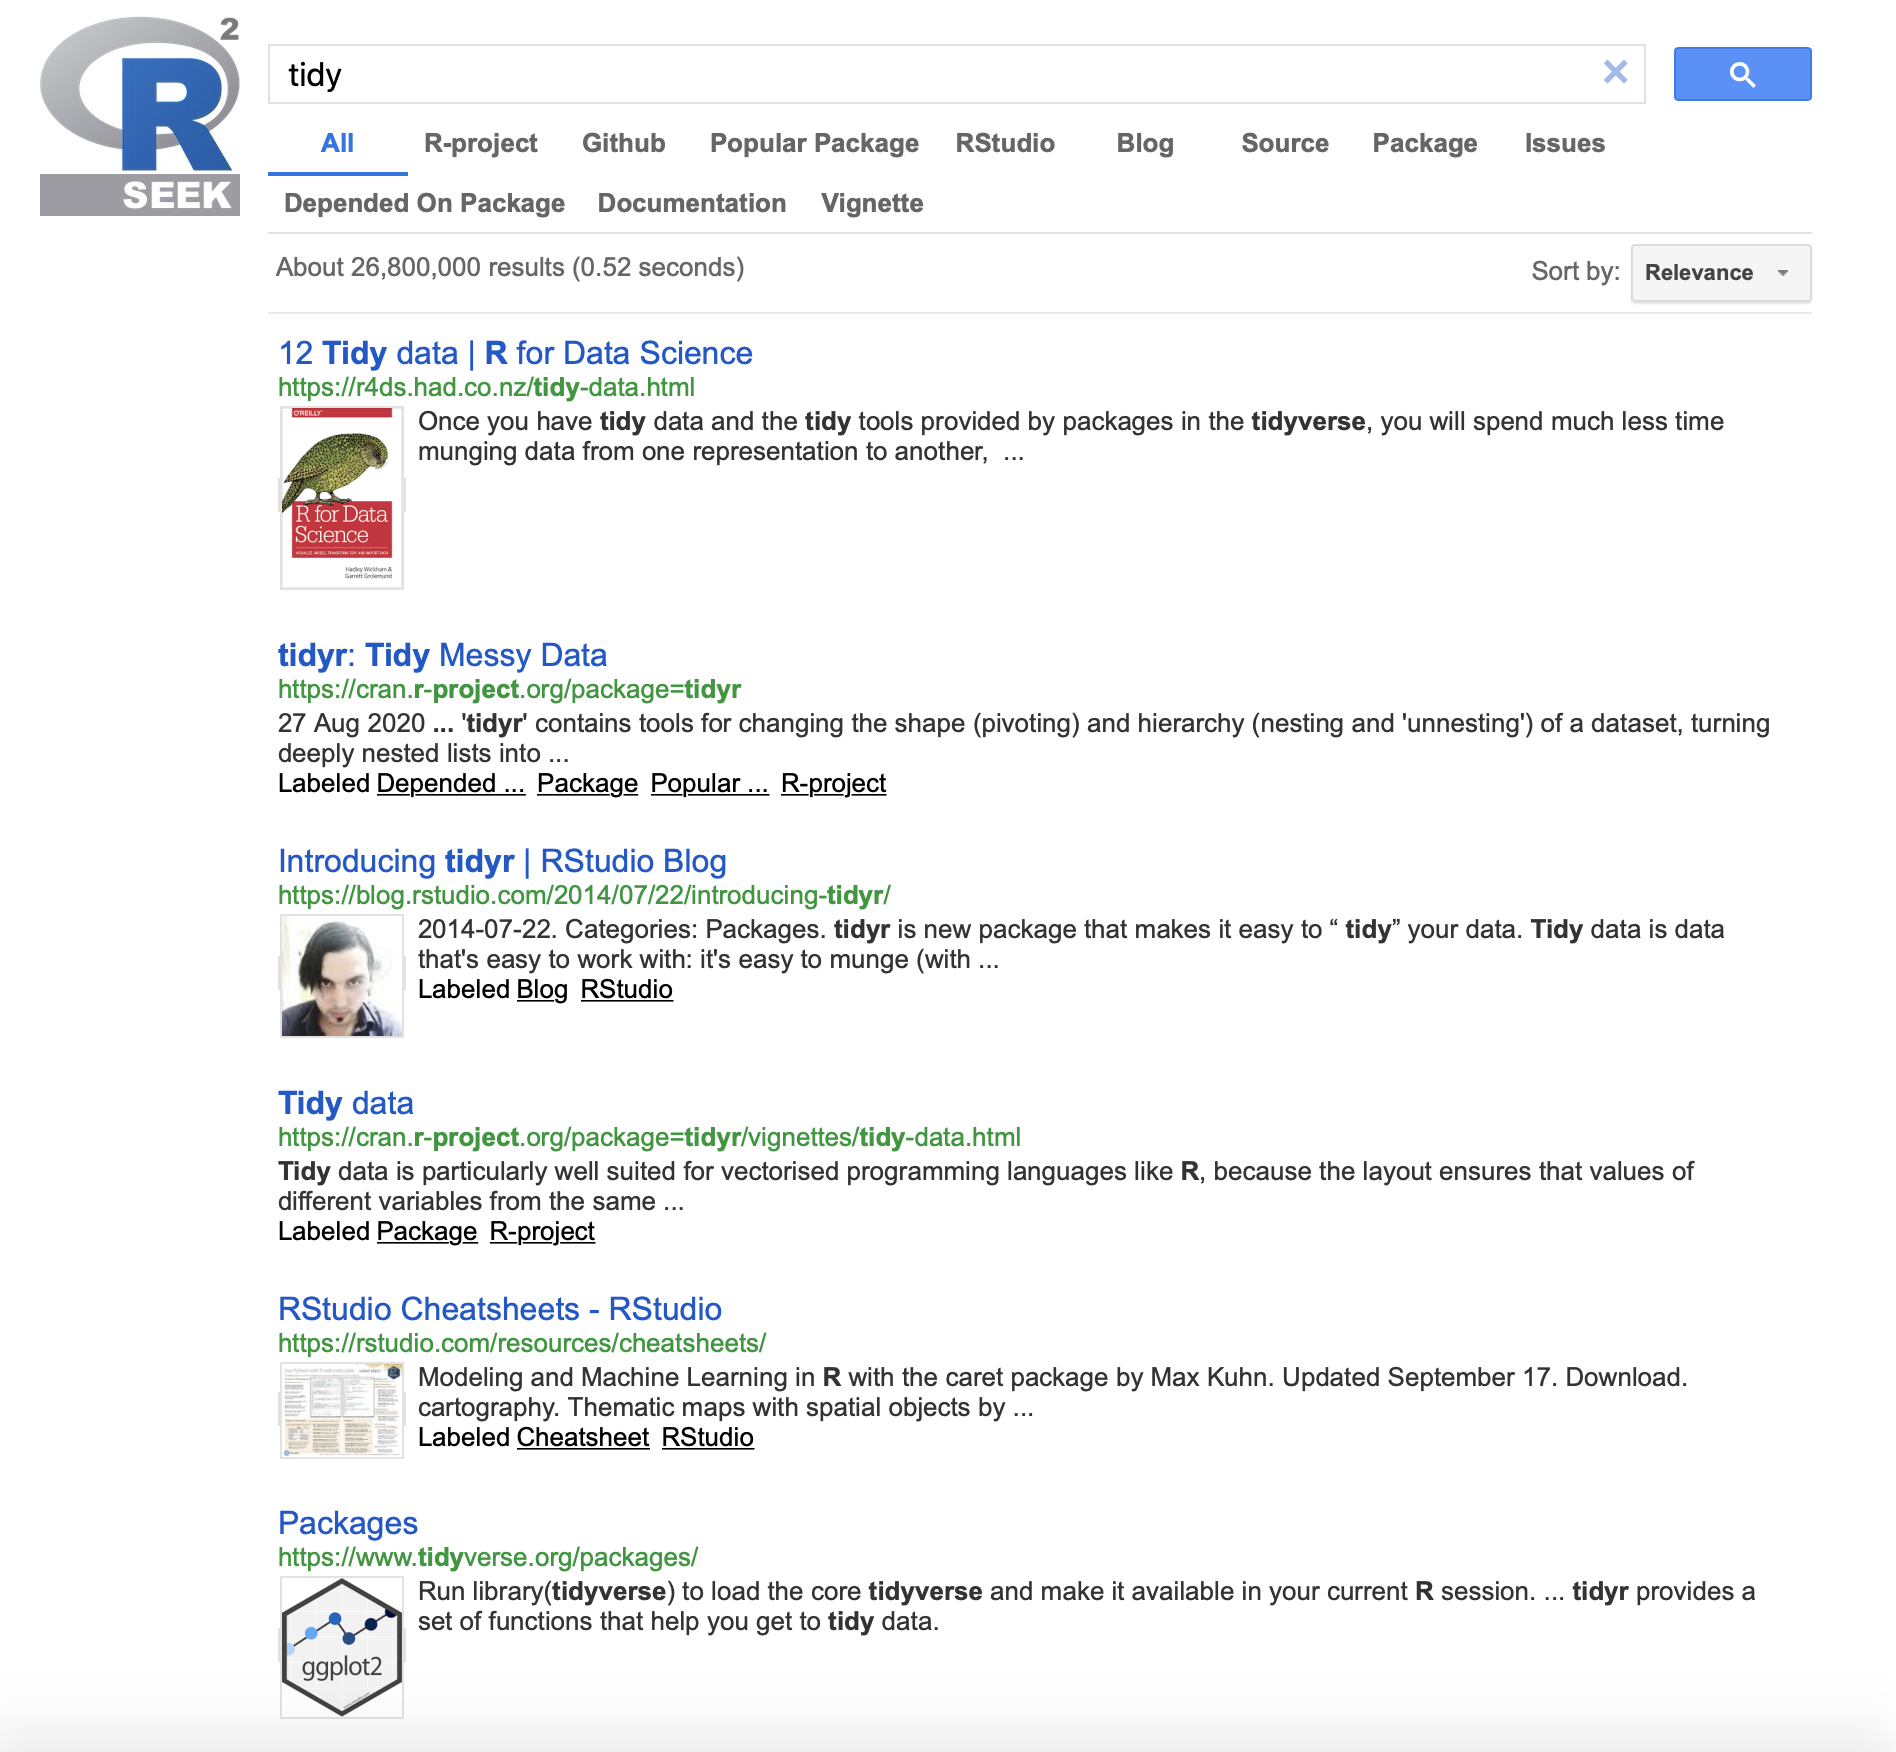 2
R
SEEK
tidy
All R-project Github Popular Package RStudio Blog Source Package Issues
Depended On Package Documentation Vignette
About 26,800,000 results (0.52 seconds)
Sort by: Relevance
12 Tidy data | R for Data Science
https://r4ds.had.co.nz/tidy-data.html
O'REILLY
R for Data
Science
VISUALIZE, MODEL, TRANSFORM, TIDY, AND IMPORT DATA
Hadley Wickham &
Garrett Grolemund
Once you have tidy data and the tidy tools provided by packages in the tidyverse, you will spend much less time
munging data from one representation to another,  ...
tidyr: Tidy Messy Data
https://cran.r-project.org/package=tidyr
27 Aug 2020 ... 'tidyr' contains tools for changing the shape (pivoting) and hierarchy (nesting and 'unnesting') of a dataset, turning
deeply nested lists into ...
Labeled Depended ... Package Popular ... R-project
Introducing tidyr | RStudio Blog
https://blog.rstudio.com/2014/07/22/introducing-tidyr/
2014-07-22. Categories: Packages. tidyr is new package that makes it easy to “ tidy” your data. Tidy data is data
that's easy to work with: it's easy to munge (with ...
Labeled Blog RStudio
Tidy data
https://cran.r-project.org/package=tidyr/vignettes/tidy-data.html
Tidy data is particularly well suited for vectorised programming languages like R, because the layout ensures that values of
different variables from the same ...
Labeled Package R-project
RStudio Cheatsheets - RStudio
https://rstudio.com/resources/cheatsheets/
Modeling and Machine Learning in R with the caret package by Max Kuhn. Updated September 17. Download.
cartography. Thematic maps with spatial objects by ...
Labeled Cheatsheet RStudio
Packages
https://www.tidyverse.org/packages/
ggplot2
Run library(tidyverse) to load the core tidyverse and make it available in your current R session. ... tidyr provides a
set of functions that help you get to tidy data.